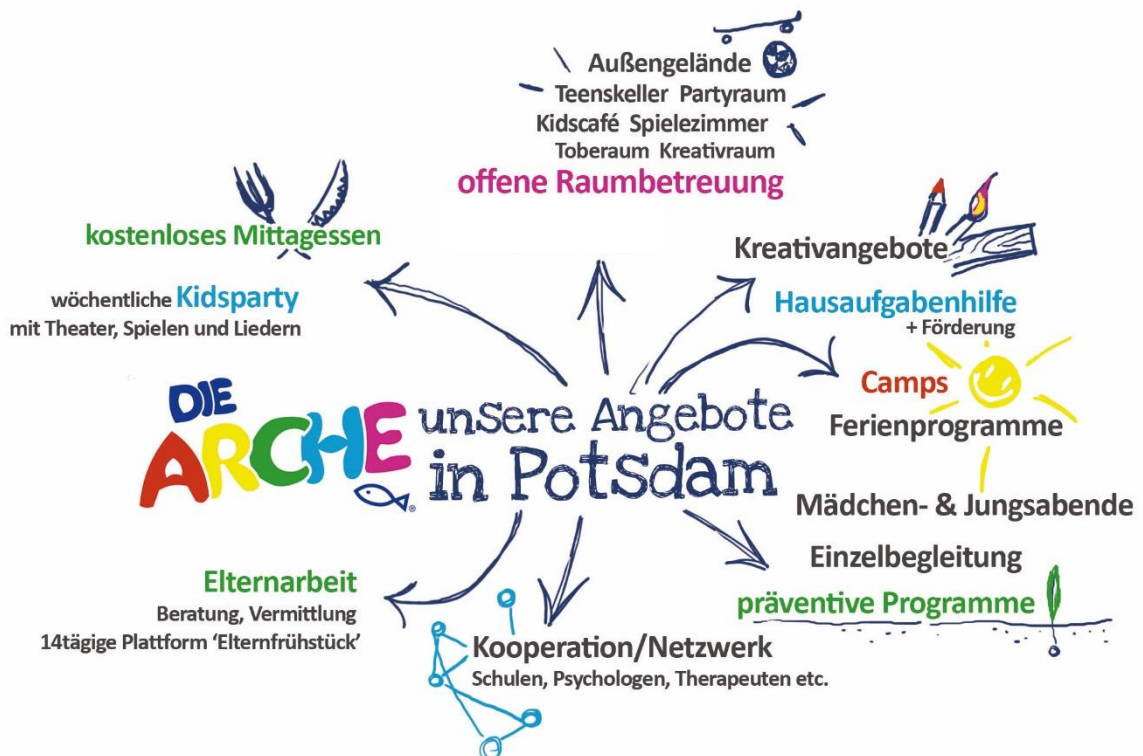 Außengelände
Teenskeller Partyraum
Kidscafé Spielezimmer
Toberaum Kreativraum
offene Raumbetreuung
kostenloses Mittagessen
wöchentliche Kidsparty
mit Theater, Spielen und Liedern
Kreativangebote
Hausaufgabenhilfe
+ Förderung
Camps
Ferienprogramme
DIE
ARCHE
®
unsere Angebote
in Potsdam
Mädchen- & Jungsabende
Einzelbegleitung
präventive Programme
Elternarbeit
Beratung, Vermittlung
14tägige Plattform ‘Elternfrühstück’
Kooperation/Netzwerk
Schulen, Psychologen, Therapeuten etc.